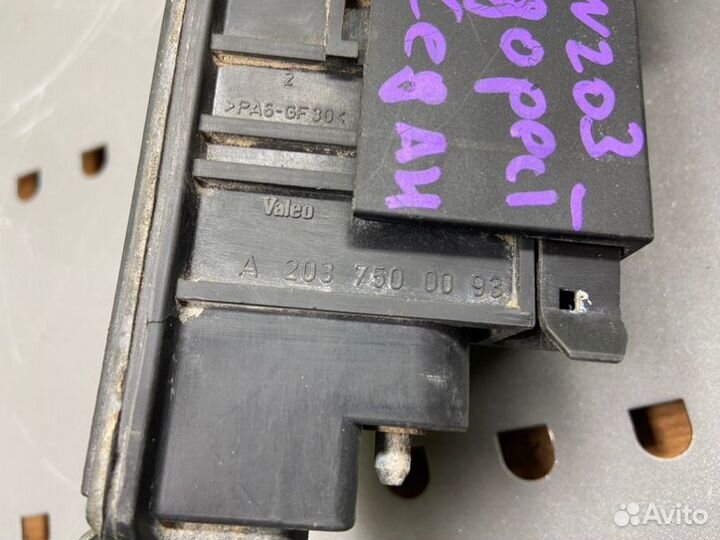 W203
дорест
седан
2
>PA6-GF30<
Valeo
A 203 750 00 93
Avito